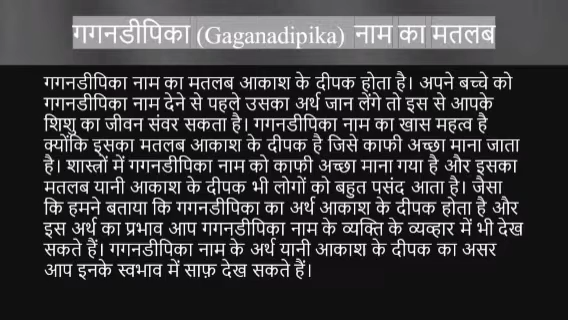 गगनडीपिका (Gaganadipika) नाम का मतलब
गगनडीपिका नाम का मतलब आकाश के दीपक होता है। अपने बच्चे को
गगनडीपिका नाम देने से पहले उसका अर्थ जान लेंगे तो इस से आपके
शिशु का जीवन संवर सकता है। गगनडीपिका नाम का खास महत्व है
क्योंकि इसका मतलब आकाश के दीपक है जिसे काफी अच्छा माना जाता
है। शास्त्रों में गगनडीपिका नाम को काफ़ी अच्छा माना गया है और इसका
मतलब यानी आकाश के दीपक भी लोगों को बहुत पसंद आता है। जैसा
कि हमने बताया कि गगनडीपिका का अर्थ आकाश के दीपक होता है और
इस अर्थ का प्रभाव आप गगनडीपिका नाम के व्यक्ति के व्यव्हार में भी देख
सकते हैं। गगनडीपिका नाम के अर्थ यानी आकाश के दीपक का असर
आप इनके स्वभाव में साफ़ देख सकते हैं।